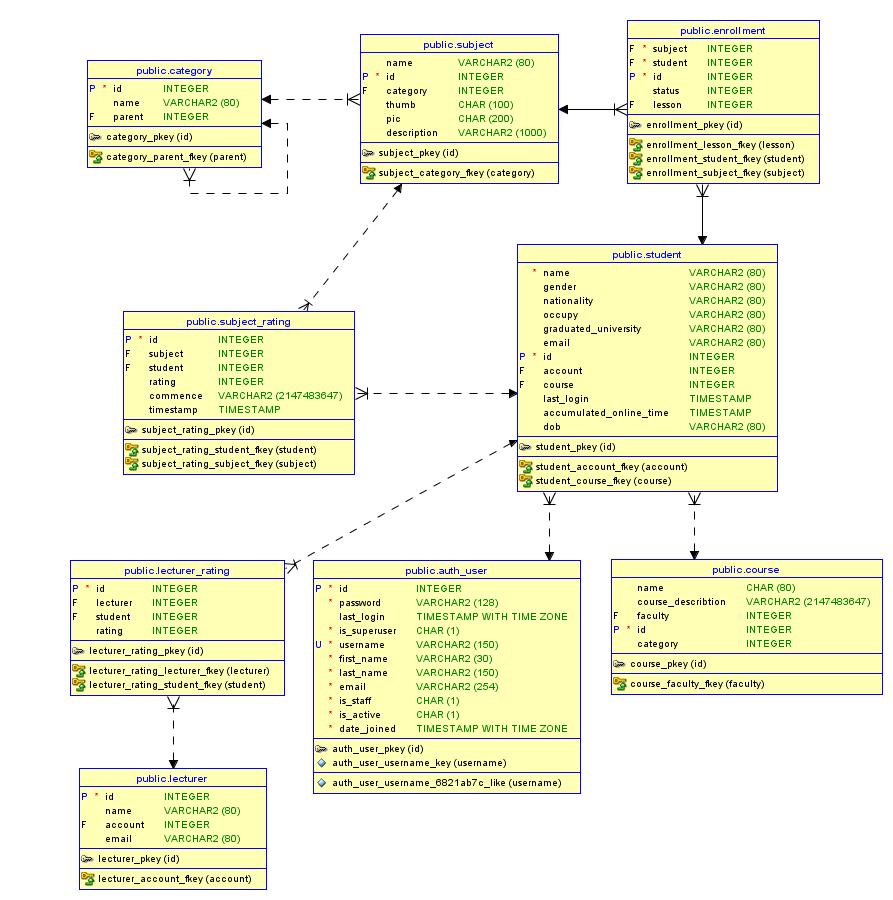 public.category
P * id INTEGER
name VARCHAR2 (80)
F parent INTEGER
category_pkey (id)
category_parent_fkey (parent)
public.subject
name VARCHAR2 (80)
P * id INTEGER
F category INTEGER
thumb CHAR (100)
pic CHAR (200)
description VARCHAR2 (1000)
subject_pkey (id)
subject_category_fkey (category)
public.enrollment
F * subject INTEGER
F * student INTEGER
P * id INTEGER
status INTEGER
F lesson INTEGER
enrollment_pkey (id)
enrollment_lesson_fkey (lesson)
enrollment_student_fkey (student)
enrollment_subject_fkey (subject)
public.student
* name VARCHAR2 (80)
gender VARCHAR2 (80)
nationality VARCHAR2 (80)
occupy VARCHAR2 (80)
graduated_university VARCHAR2 (80)
email VARCHAR2 (80)
P * id INTEGER
F account INTEGER
F course INTEGER
last_login TIMESTAMP
accumulated_online_time TIMESTAMP
dob VARCHAR2 (80)
student_pkey (id)
student_account_fkey (account)
student_course_fkey (course)
public.subject_rating
P * id INTEGER
F subject INTEGER
F student INTEGER
rating INTEGER
commence VARCHAR2 (2147483647)
timestamp TIMESTAMP
subject_rating_pkey (id)
subject_rating_student_fkey (student)
subject_rating_subject_fkey (subject)
public.lecturer_rating
P * id INTEGER
F lecturer INTEGER
F student INTEGER
rating INTEGER
lecturer_rating_pkey (id)
lecturer_rating_lecturer_fkey (lecturer)
lecturer_rating_student_fkey (student)
public.auth_user
P * id INTEGER
* password VARCHAR2 (128)
last_login TIMESTAMP WITH TIME ZONE
* is_superuser CHAR (1)
U * username VARCHAR2 (150)
* first_name VARCHAR2 (30)
* last_name VARCHAR2 (150)
* email VARCHAR2 (254)
* is_staff CHAR (1)
* is_active CHAR (1)
* date_joined TIMESTAMP WITH TIME ZONE
auth_user_pkey (id)
auth_user_username_key (username)
auth_user_username_6821ab7c_like (username)
public.course
name CHAR (80)
course_describtion VARCHAR2 (2147483647)
F faculty INTEGER
P * id INTEGER
category INTEGER
course_pkey (id)
course_faculty_fkey (faculty)
public.lecturer
P * id INTEGER
name VARCHAR2 (80)
F account INTEGER
email VARCHAR2 (80)
lecturer_pkey (id)
lecturer_account_fkey (account)